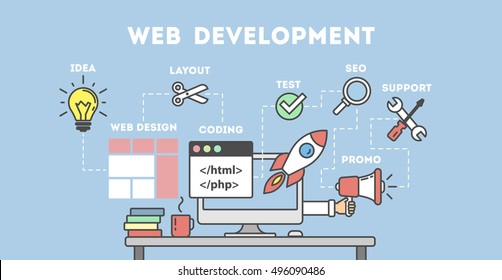 WEB DEVELOPMENT
IDEA
LAYOUT
TEST
SEO
SUPPORT
WEB DESIGN
CODING
</html>
</php>
PROMO
shutterstock.com · 496090486